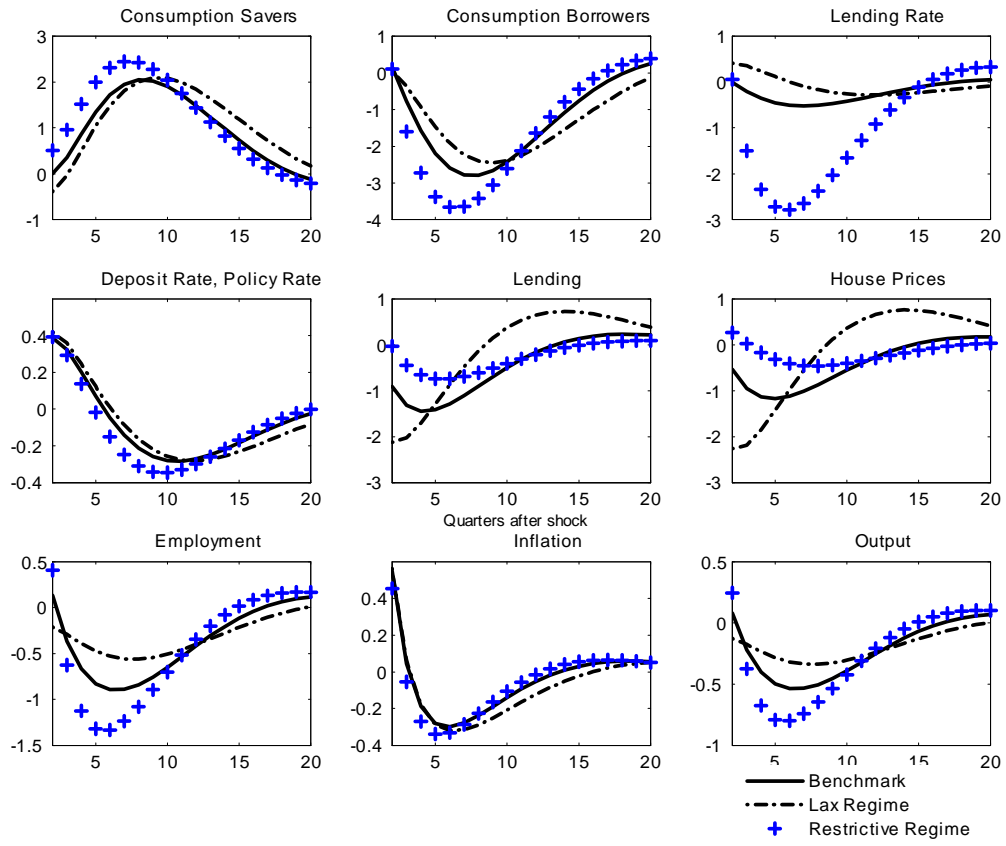 Consumption Savers
Consumption Borrowers
Lending Rate
3
2
1
0
-1
5 10 15 20
1
0
-1
-2
-3
-4
5 10 15 20
1
0
-1
-2
-3
5 10 15 20
Deposit Rate, Policy Rate
Lending
House Prices
0.4
0.2
0
-0.2
-0.4
5 10 15 20
1
0
-1
-2
-3
5 10 15 20
Quarters after shock
1
0
-1
-2
-3
5 10 15 20
Employment
Inflation
Output
0.5
0
-0.5
-1
-1.5
5 10 15 20
0.4
0.2
0
-0.2
-0.4
5 10 15 20
0.5
0
-0.5
-1
5 10 15 20
Benchmark
Lax Regime
Restrictive Regime